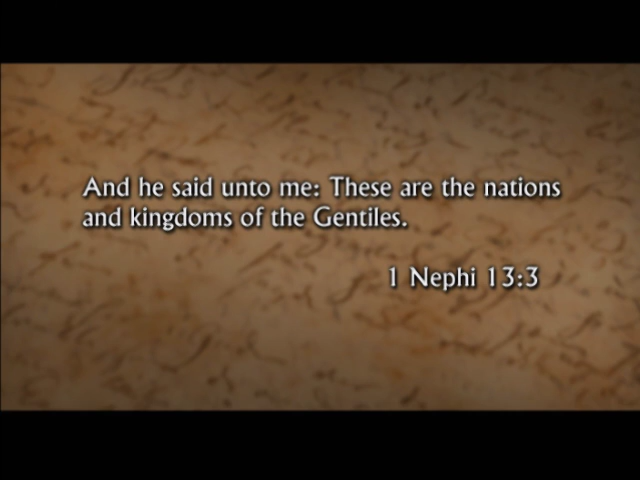 And he said unto me: These are the nations
and kingdoms of the Gentiles.
1 Nephi 13:3